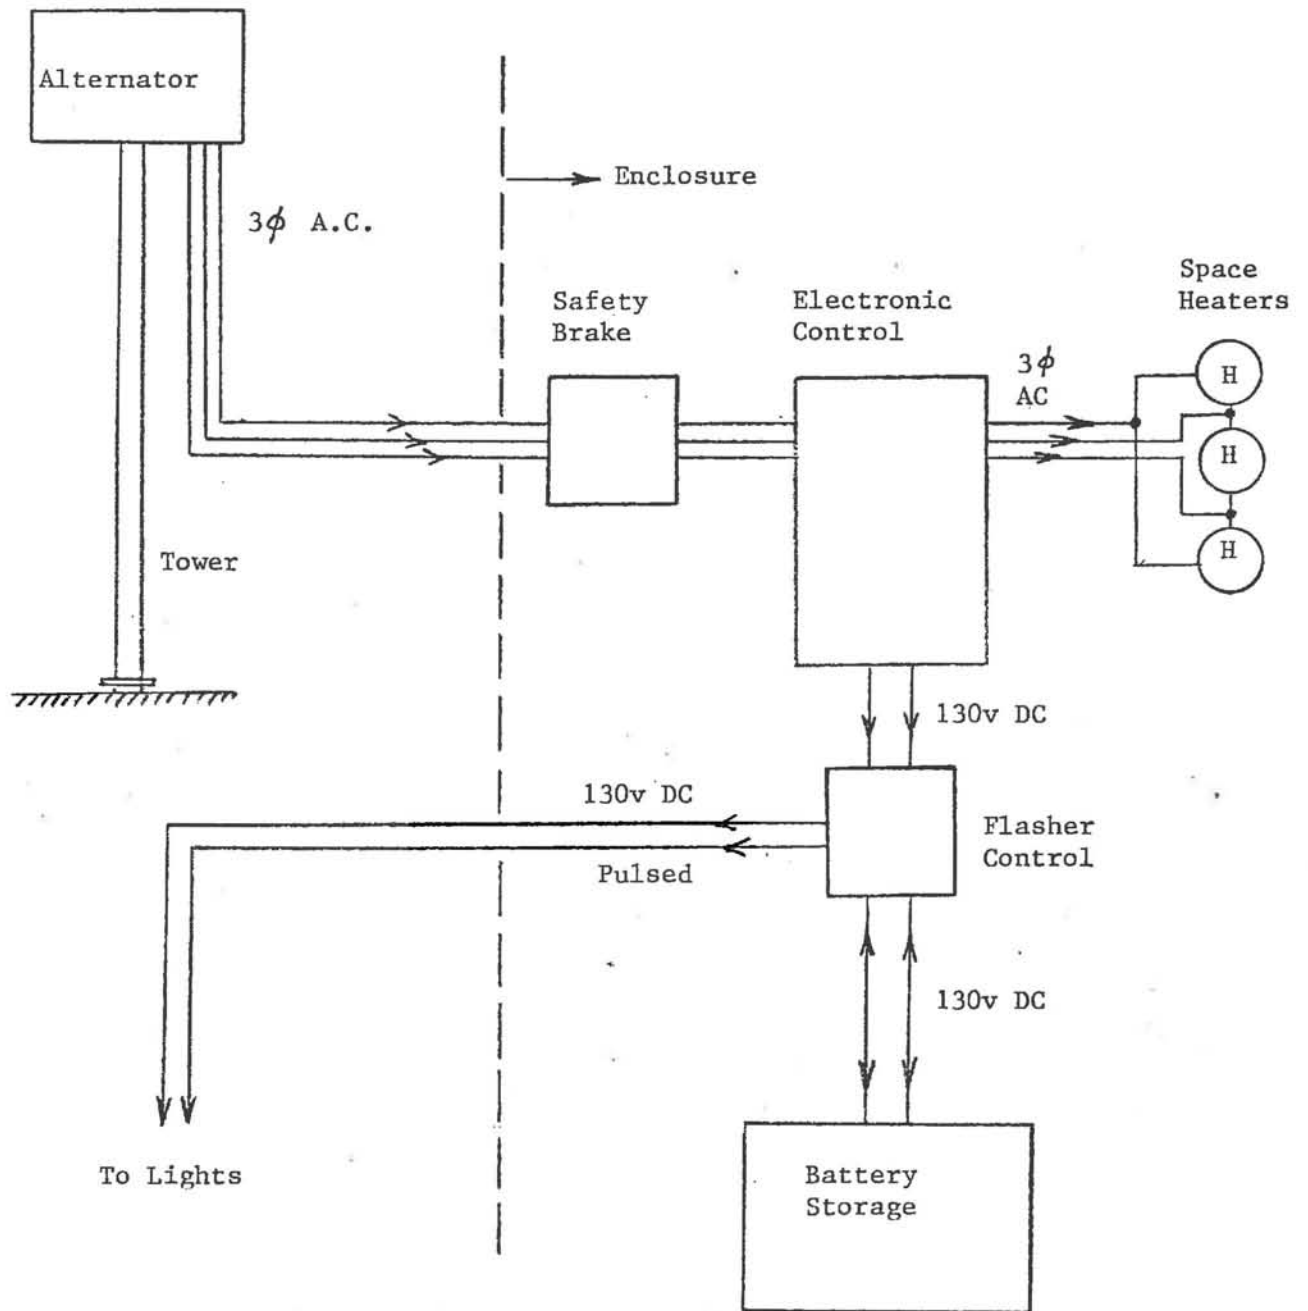 Alternator
Enclosure
3ϕ A.C.
Safety
Brake
Electronic
Control
Space
Heaters
3ϕ
AC
H
H
H
Tower
130v DC
130v DC
Pulsed
Flasher
Control
130v DC
To Lights
Battery
Storage